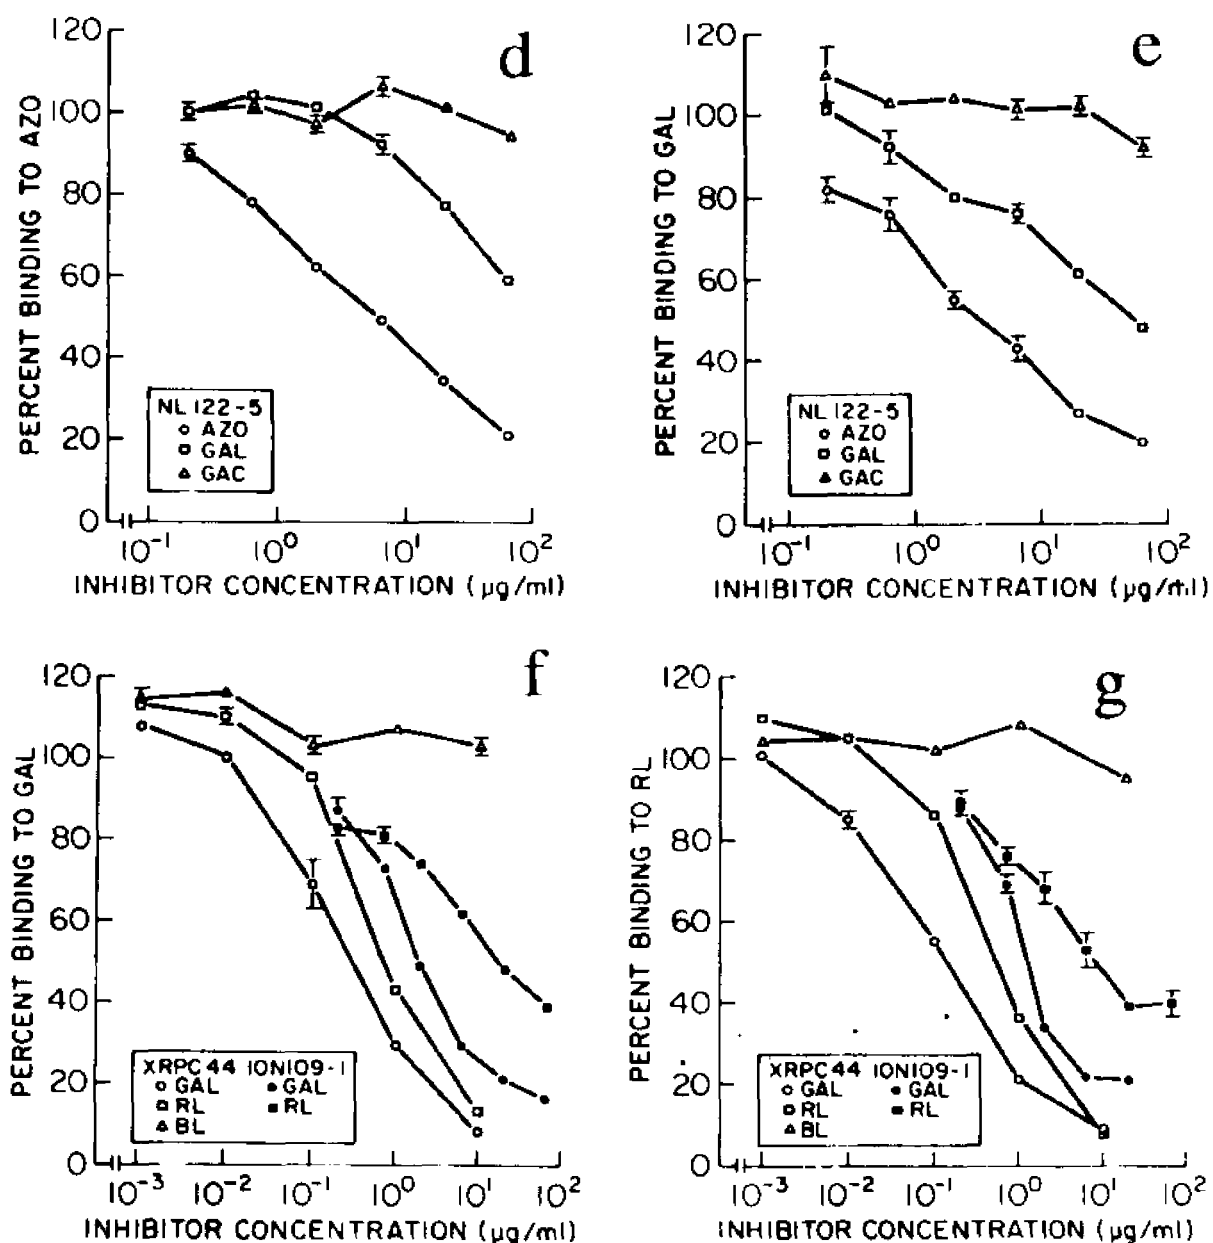 d
PERCENT BINDING TO AZO
120
100
80
60
40
20
0
NL 122-5
AZO
GAL
GAC
10-1 100 101 102
INHIBITOR CONCENTRATION (µg/ml)
e
PERCENT BINDING TO GAL
120
100
80
60
40
20
0
NL 122-5
AZO
GAL
GAC
10-1 100 101 102
INHIBITOR CONCENTRATION (µg/ml)
f
PERCENT BINDING TO GAL
120
100
80
60
40
20
0
XRPC44 10N109-1
GAL GAL
RL RL
BL
10-3 10-2 10-1 100 101 102
INHIBITOR CONCENTRATION (µg/ml)
g
PERCENT BINDING TO RL
120
100
80
60
40
20
0
XRPC44 10N109-1
GAL GAL
RL RL
BL
10-3 10-2 10-1 100 101 102
INHIBITOR CONCENTRATION (µg/ml)